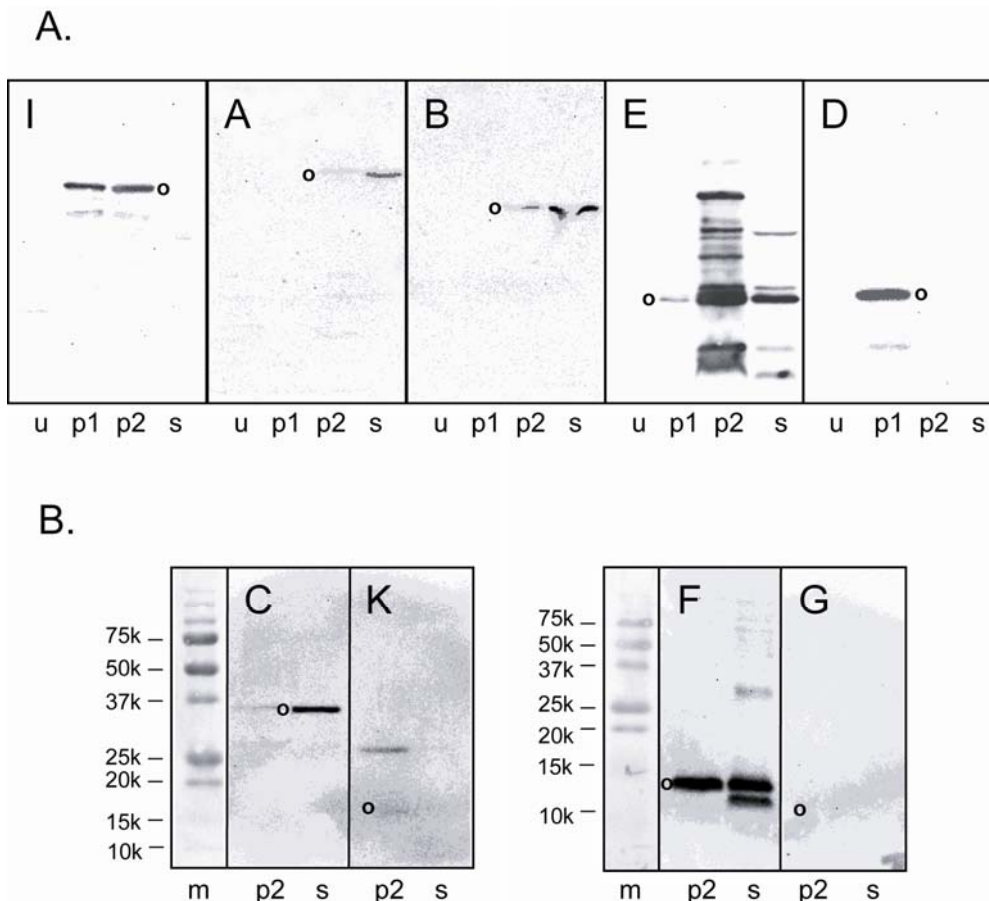 A.
I A B E D
o o o o o
u p1 p2 s u p1 p2 s u p1 p2 s u p1 p2 s u p1 p2 s
B.
C K F G
75k
50k
37k
25k
20k
15k
10k
o o
m p2 s p2 s
75k
50k
37k
25k
20k
15k
10k
o o
m p2 s p2 s